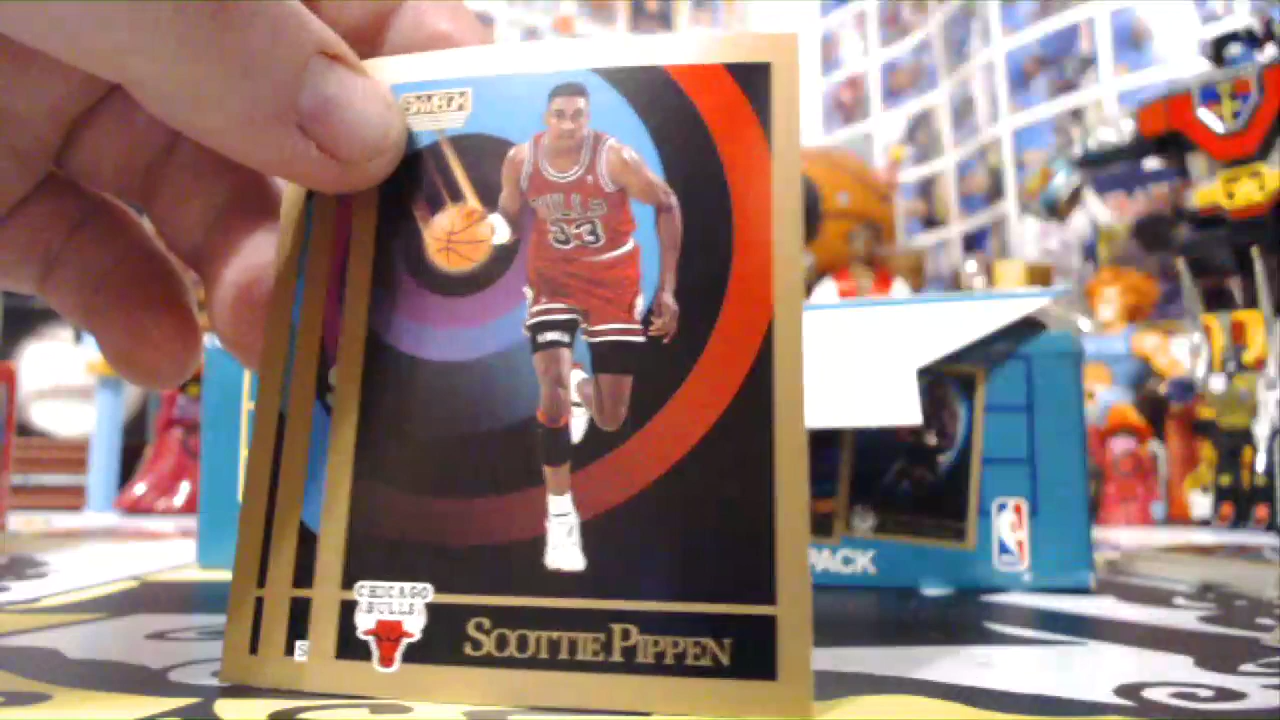 SKYBOX
BULLS
33
CHICAGO
BULLS
SCOTTIE PIPPEN
S
PACK